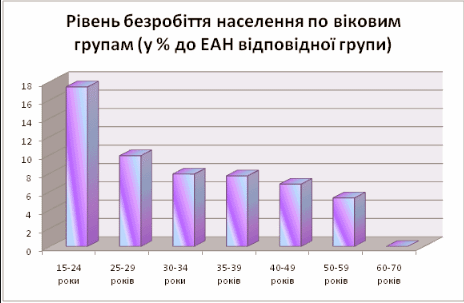 Рівень безробіття населення по віковим
групам (у % до ЕАН відповідної групи)
18
16
14
12
10
8
6
4
2
0
15-24 25-29 30-34 35-39 40-49 50-59 60-70
роки років роки років років років років